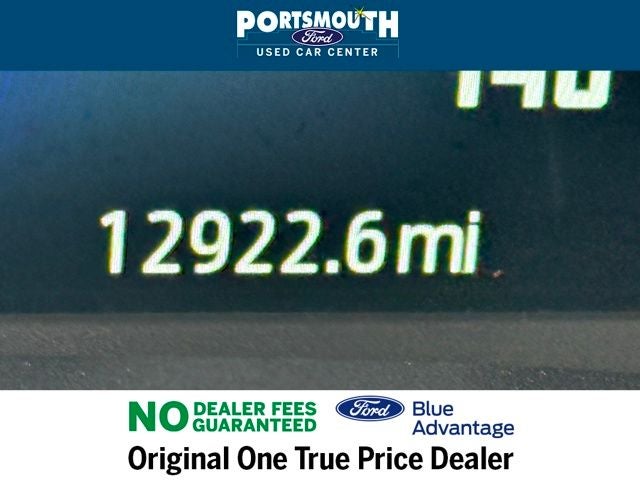 PORTSMOUTH
Ford
USED CAR CENTER
140
12922.6mi
NO DEALER FEES
GUARANTEED
Ford Blue
Advantage
Original One True Price Dealer